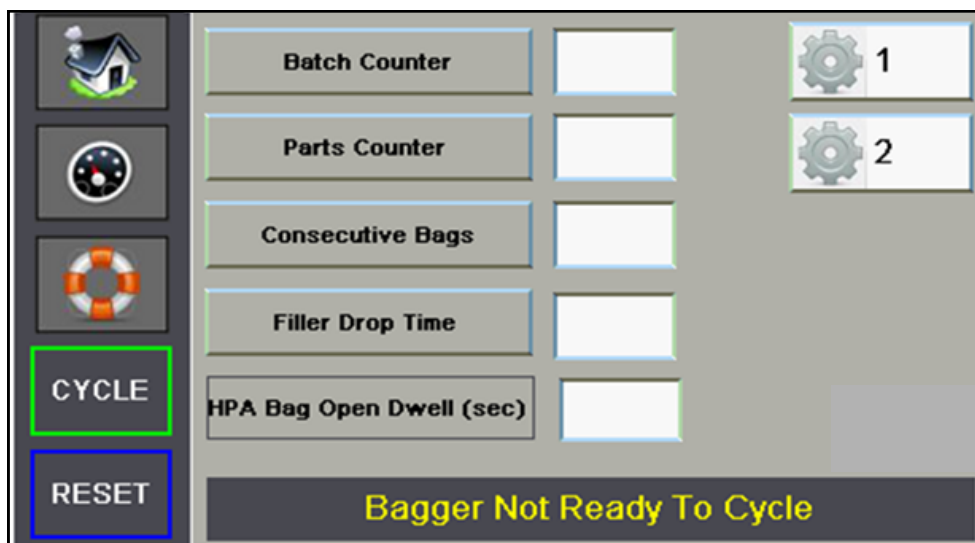 Batch Counter
1
Parts Counter
2
Consecutive Bags
Filler Drop Time
CYCLE
HPA Bag Open Dwell (sec)
RESET
Bagger Not Ready To Cycle